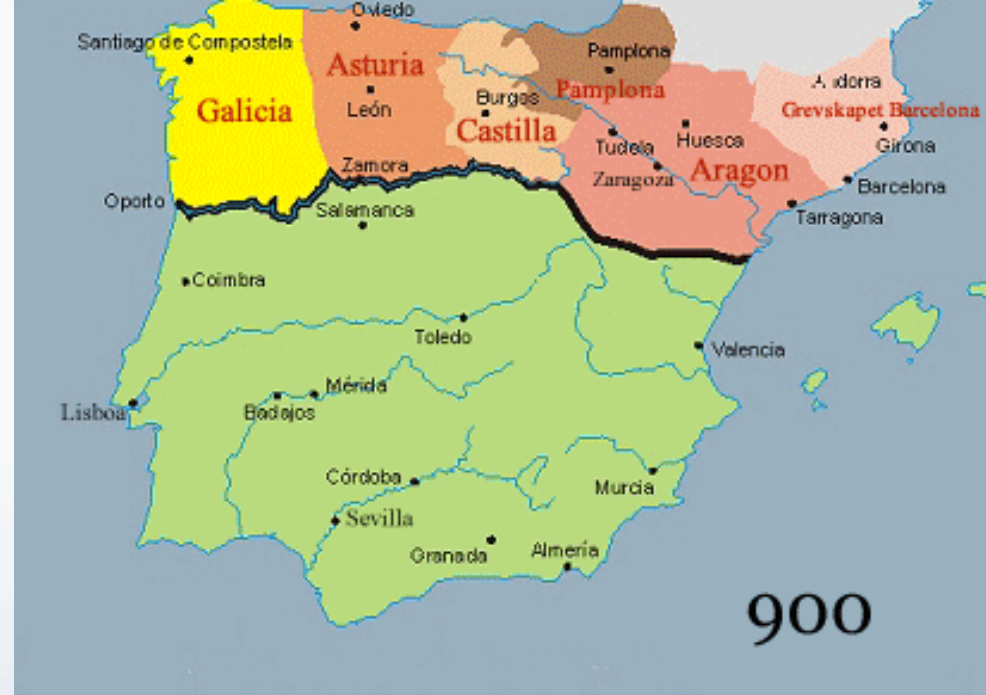 Oviedo
Santiago de Compostela
Asturia
Pamplona
Galicia
León
Burgos
Pamplona
Castilla
Grevskapet Barcelona
Girona
Tudela
Huesca
Zamora
Zaragoza
Aragon
Barcelona
Oporto
Salamanca
Tarragona
Coimbra
Toledo
Valencia
Mérida
Lisboa
Badajos
Córdoba
Murcia
Sevilla
Granada
Almería
900